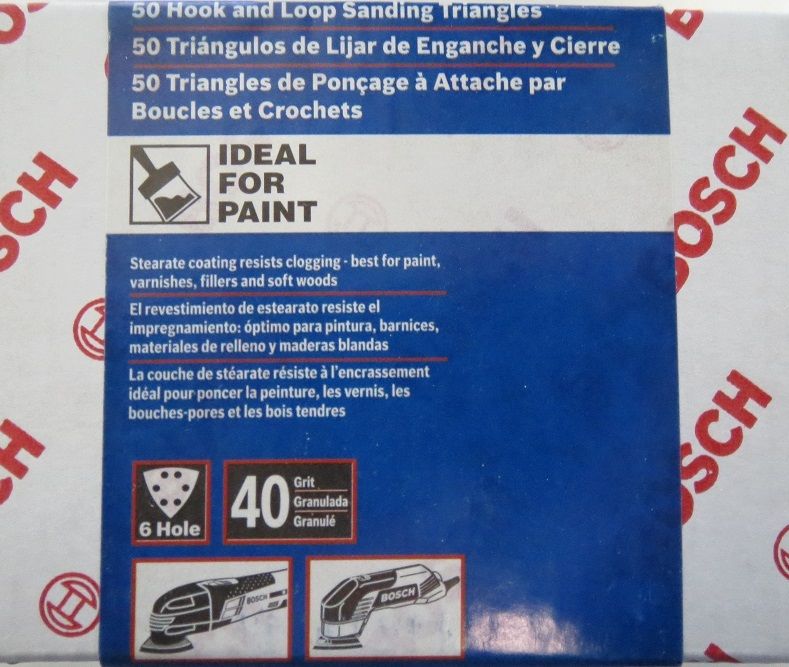 50 Hook and Loop Sanding Triangles
50 Triángulos de Lijar de Enganche y Cierre
50 Triangles de Ponçage à Attache par
Boucles et Crochets
IDEAL
FOR
PAINT
Stearate coating resists clogging - best for paint,
varnishes, fillers and soft woods
El revestimiento de estearato resiste el
impregnamiento: óptimo para pintura, barnices,
materiales de relleno y maderas blandas
La couche de stéarate résiste à l'encrassement
idéal pour poncer la peinture, les vernis, les
bouches-pores et les bois tendres
6 Hole
40
Grit
Granulada
Granulé
BOSCH
BOSCH
BOSCH
BOSCH
SCH
OSCH
CH